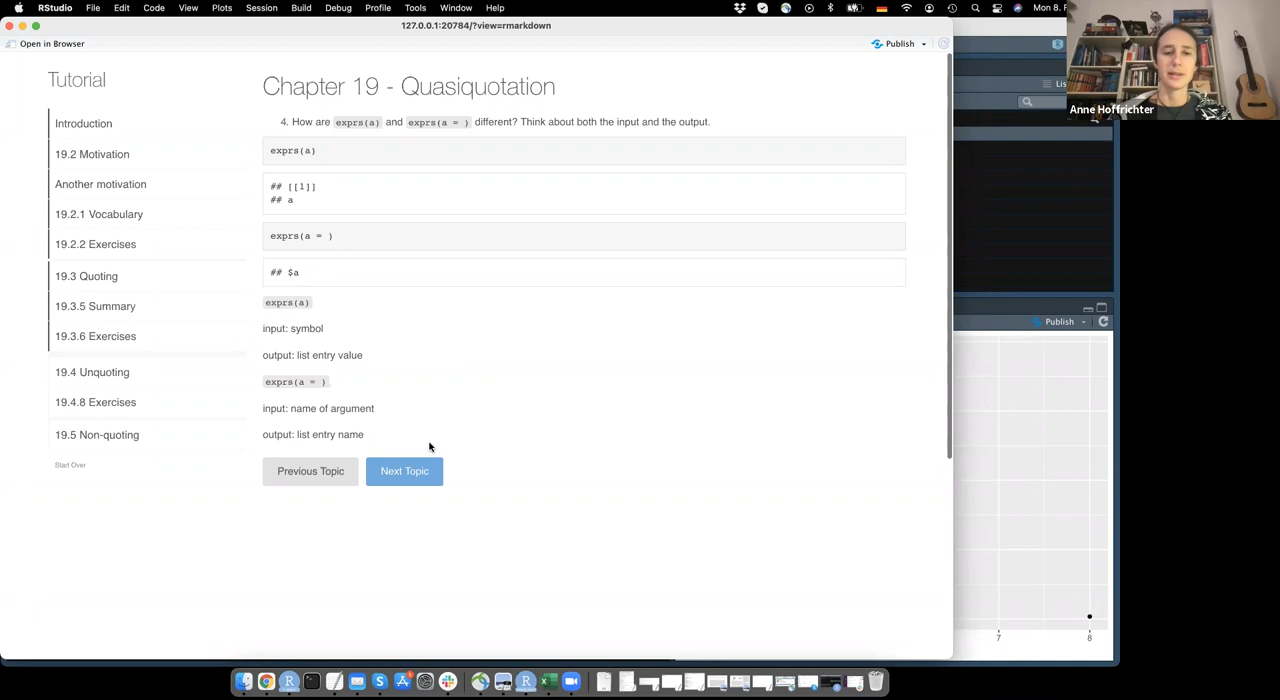 RStudio File Edit Code View Plots Session Build Debug Profile Tools Window Help Mon 8.
127.0.0.1:20784/?view=rmarkdown
Open in Browser
Publish
Tutorial
Introduction
19.2 Motivation
Another motivation
19.2.1 Vocabulary
19.2.2 Exercises
19.3 Quoting
19.3.5 Summary
19.3.6 Exercises
19.4 Unquoting
19.4.8 Exercises
19.5 Non-quoting
Start Over
Chapter 19 - Quasiquotation
4. How are exprs(a) and exprs(a = ) different? Think about both the input and the output.
exprs(a)
## [[1]]
## a
exprs(a = )
## $a
exprs(a)
input: symbol
output: list entry value
exprs(a = )
input: name of argument
output: list entry name
Previous Topic Next Topic
Anne Hoffrichter
Publish
7 8